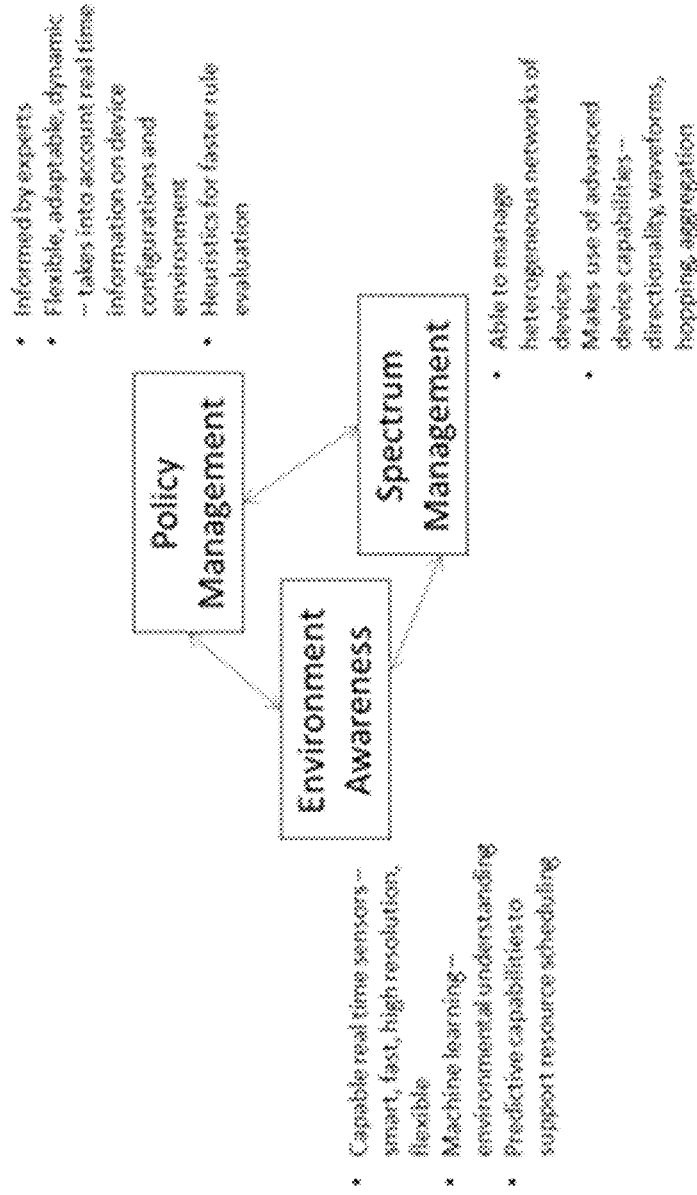 • Informed by experts
• Flexible, adaptable, dynamic
-- takes into account real time
information on device
configurations and
environment
• Heuristics for faster rule
evaluation
Policy
Management
Environment
Awareness
Spectrum
Management
• Capable real time sensors --
smart, fast, high resolution,
flexible
• Machine learning --
environmental understanding
• Predictive capabilities to
support resource scheduling
• Able to manage
heterogeneous networks of
devices
• Makes use of advanced
device capabilities --
directionality, waveforms,
hopping, aggregation